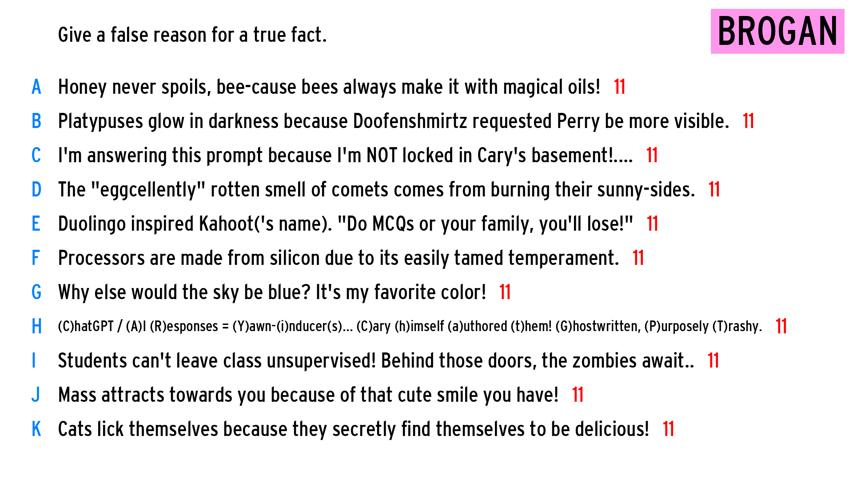 Give a false reason for a true fact.
BROGAN
A Honey never spoils, bee-cause bees always make it with magical oils! 11
B Platypuses glow in darkness because Doofenshmirtz requested Perry be more visible. 11
C I'm answering this prompt because I'm NOT locked in Cary's basement!.... 11
D The "eggcellently" rotten smell of comets comes from burning their sunny-sides. 11
E Duolingo inspired Kahoot('s name). "Do MCQs or your family, you'll lose!" 11
F Processors are made from silicon due to its easily tamed temperament. 11
G Why else would the sky be blue? It's my favorite color! 11
H (C)hatGPT / (A)I (R)esponses = (Y)awn-(i)nducer(s)... (C)ary (h)imself (a)uthored (t)hem! (G)hostwritten, (P)urposely (T)rashy. 11
I Students can't leave class unsupervised! Behind those doors, the zombies await.. 11
J Mass attracts towards you because of that cute smile you have! 11
K Cats lick themselves because they secretly find themselves to be delicious! 11